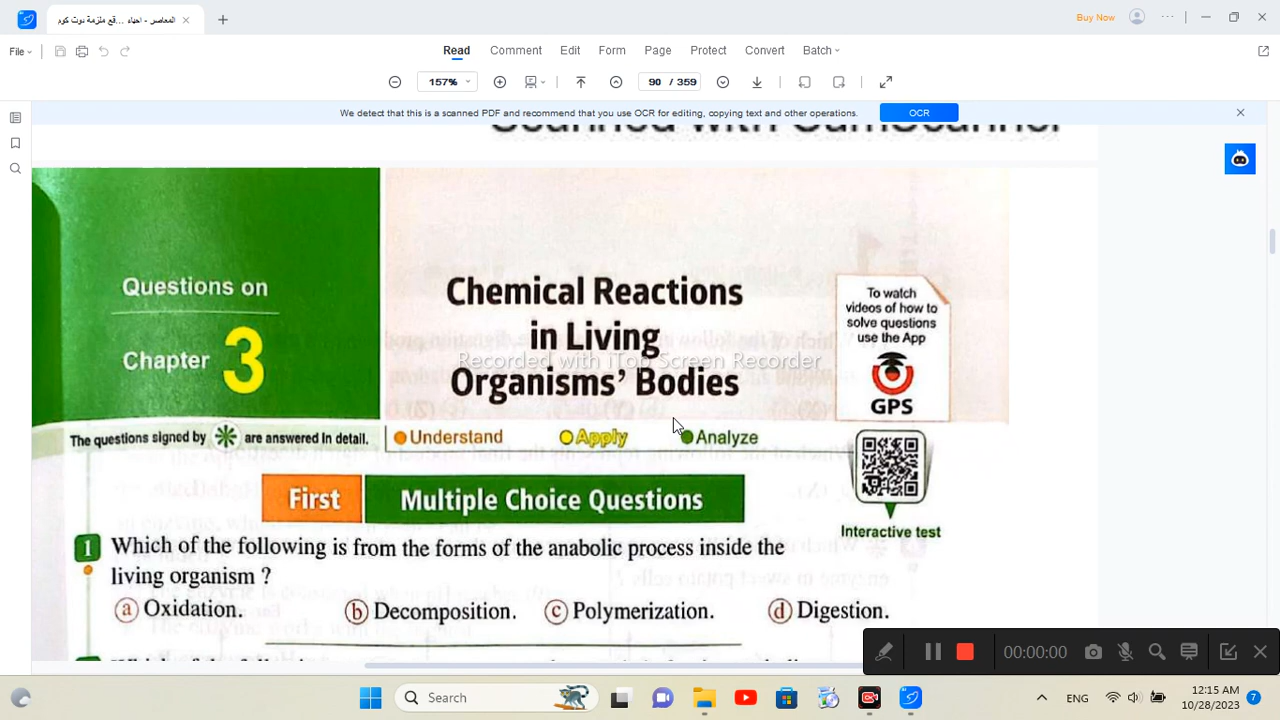 المعاصر - احياء ...قع ملزمة دوت كوم
Buy Now
File
Read
Comment
Edit
Form
Page
Protect
Convert
Batch
157%
90 / 359
We detect that this is a scanned PDF and recommend that you use OCR for editing, copying text and other operations.
OCR
Scanned with CamScanner
Questions on
Chapter 3
Chemical Reactions
in Living
Organisms' Bodies
To watch
videos of how to
solve questions
use the App
GPS
Recorded with iTop Screen Recorder
The questions signed by are answered in detail.
Understand
Apply
Analyze
Interactive test
First
Multiple Choice Questions
1 Which of the following is from the forms of the anabolic process inside the
living organism ?
a Oxidation.
b Decomposition.
c Polymerization.
d Digestion.
00:00:00
Search
ENG
12:15 AM
10/28/2023
7